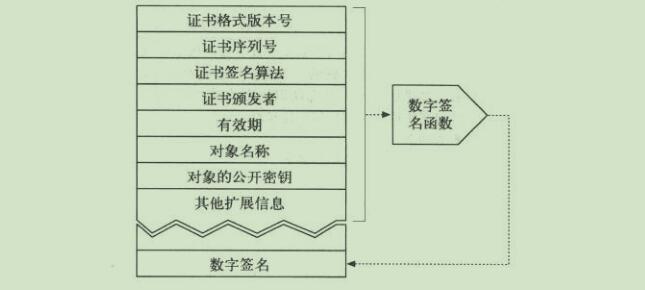 证书格式版本号
证书序列号
证书签名算法
证书颁发者
有效期
对象名称
对象的公开密钥
其他扩展信息
数字签
名函数
数字签名